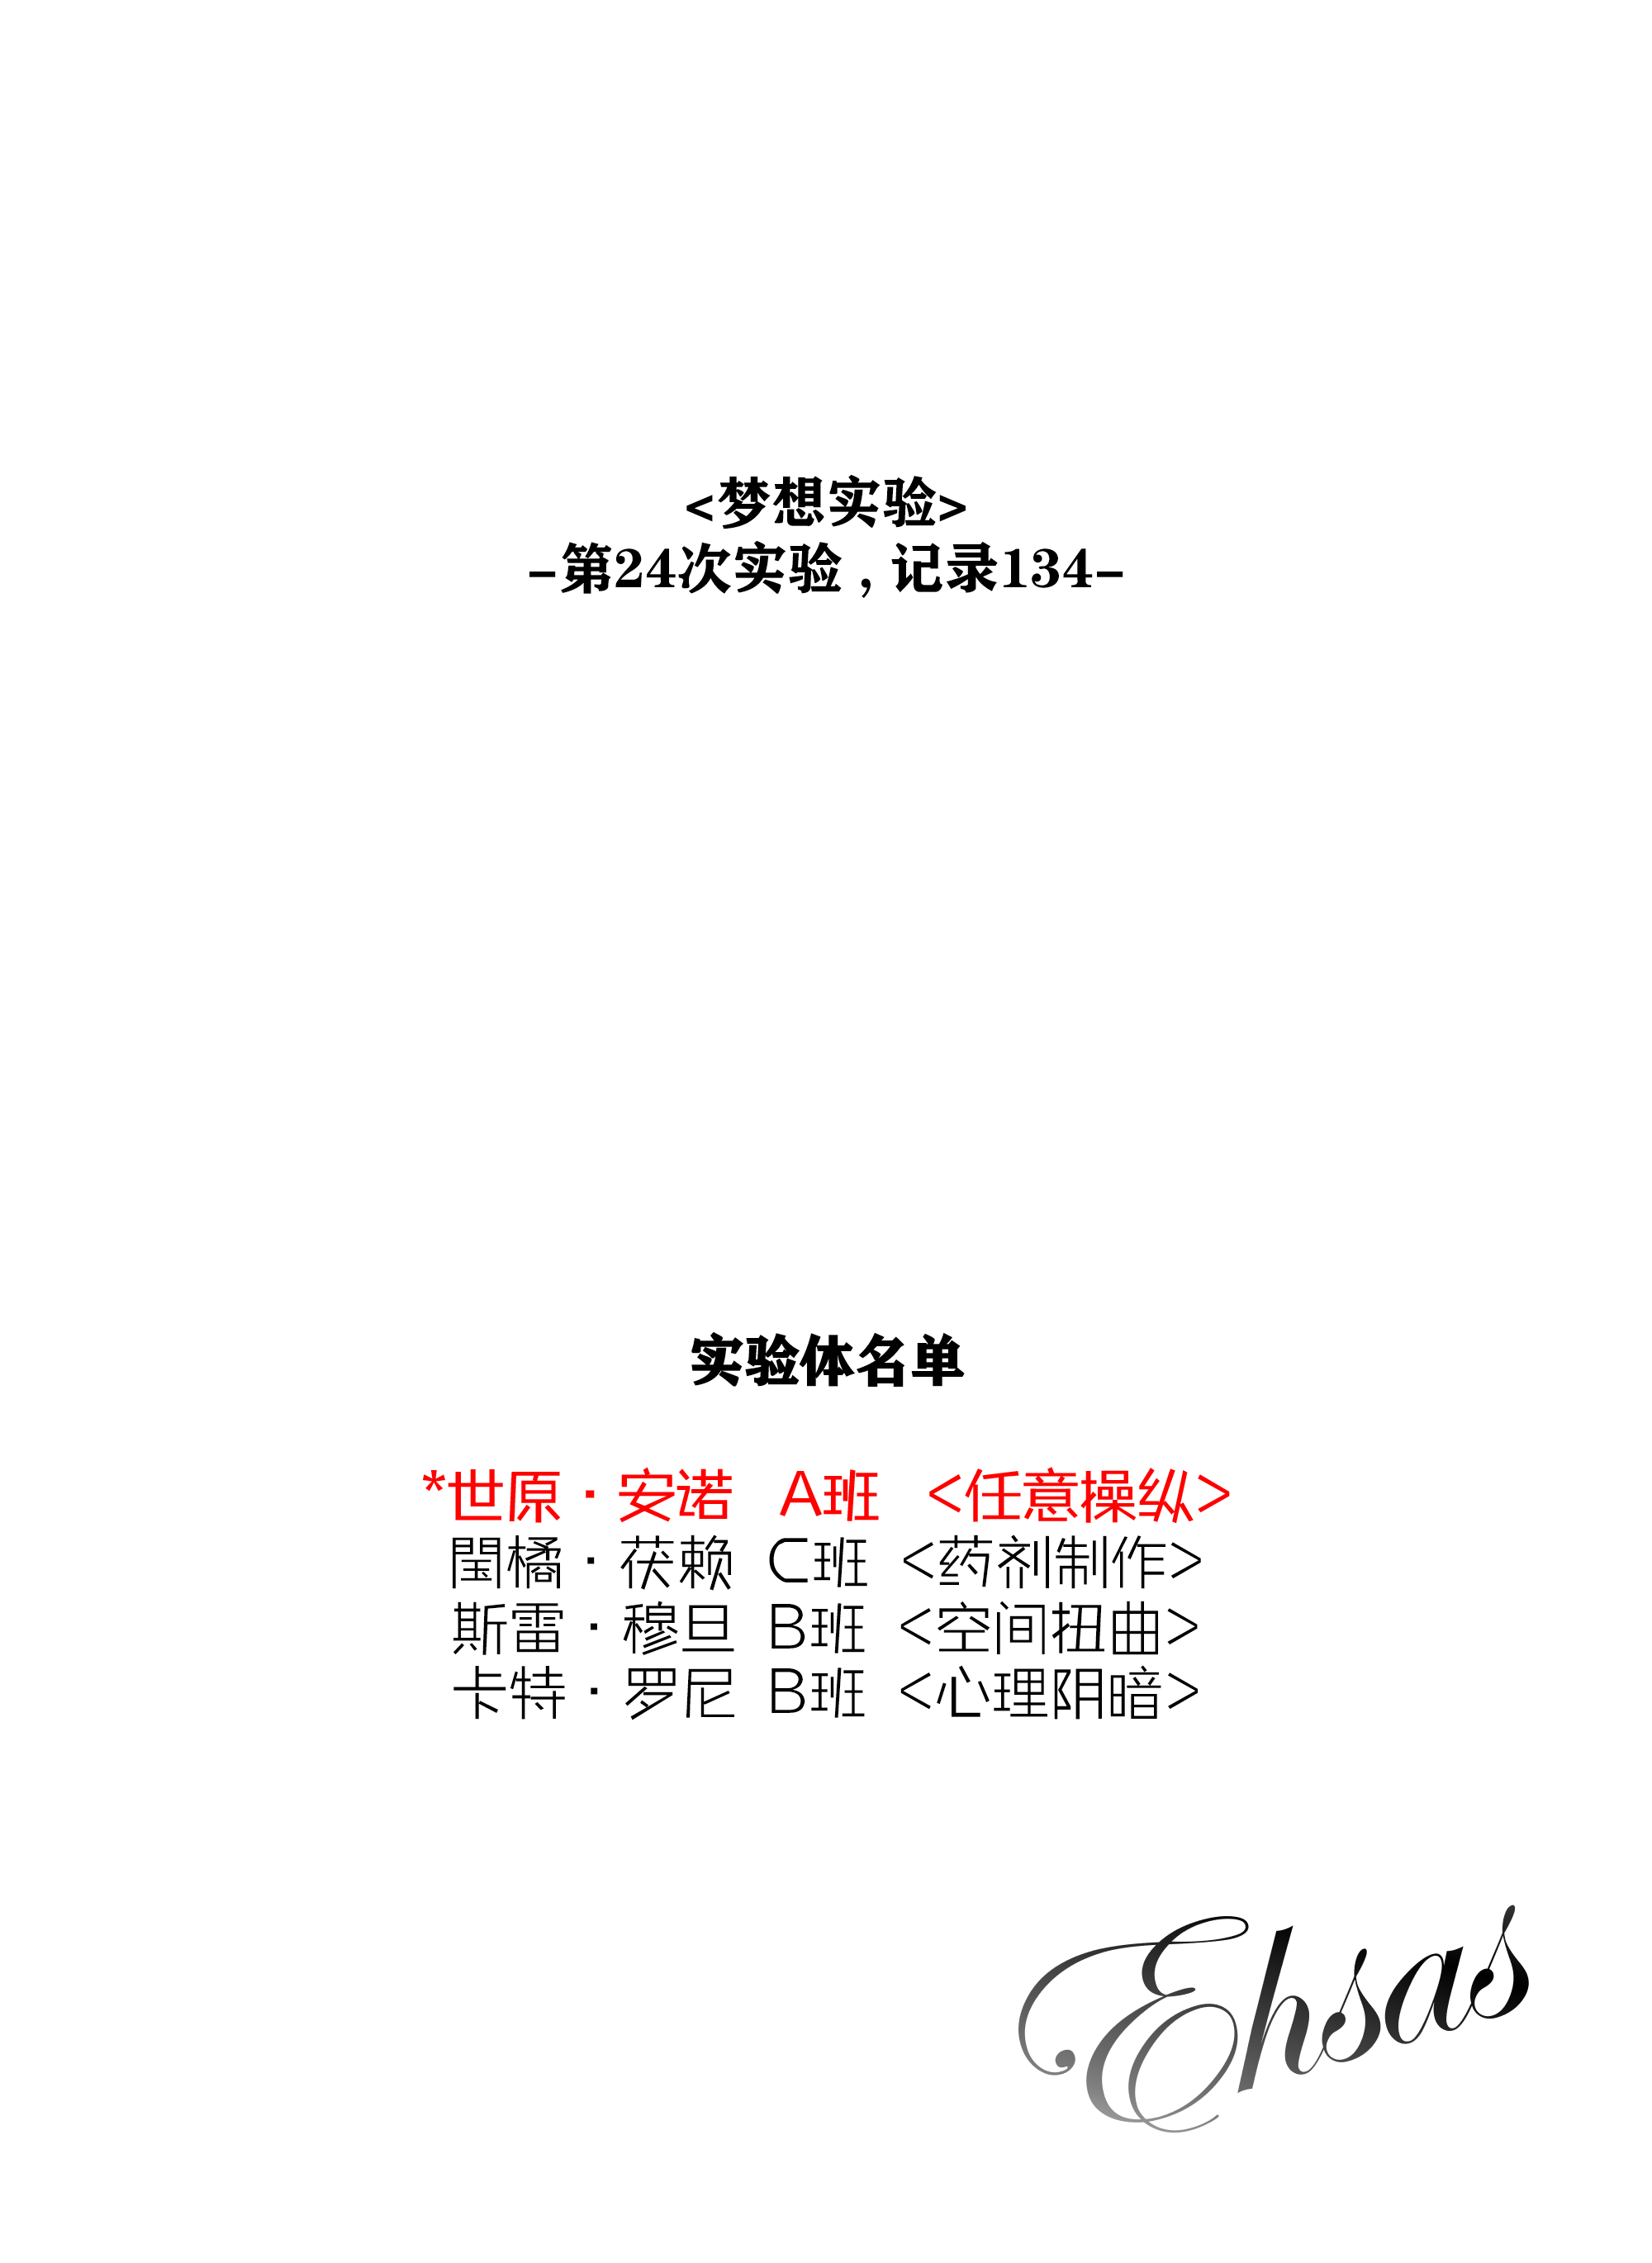 <梦想实验>
-第24次实验，记录134-
实验体名单
*世原·安诺 A班 <任意操纵>
閠橘·茯赖 C班 <药剂制作>
斯雷·穆旦 B班 <空间扭曲>
卡特·罗尼 B班 <心理阴暗>
Ehsas